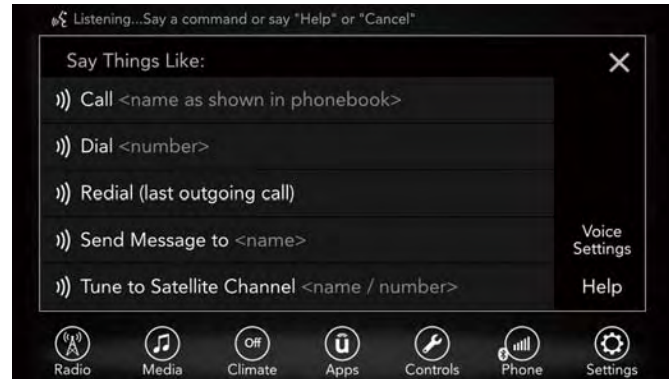 Listening...Say a command or say "Help" or "Cancel"
Say Things Like:
Call <name as shown in phonebook>
Dial <number>
Redial (last outgoing call)
Send Message to <name>
Tune to Satellite Channel <name / number>
Voice
Settings
Help
Off
ū
Radio
Media
Climate
Apps
Controls
Phone
Settings